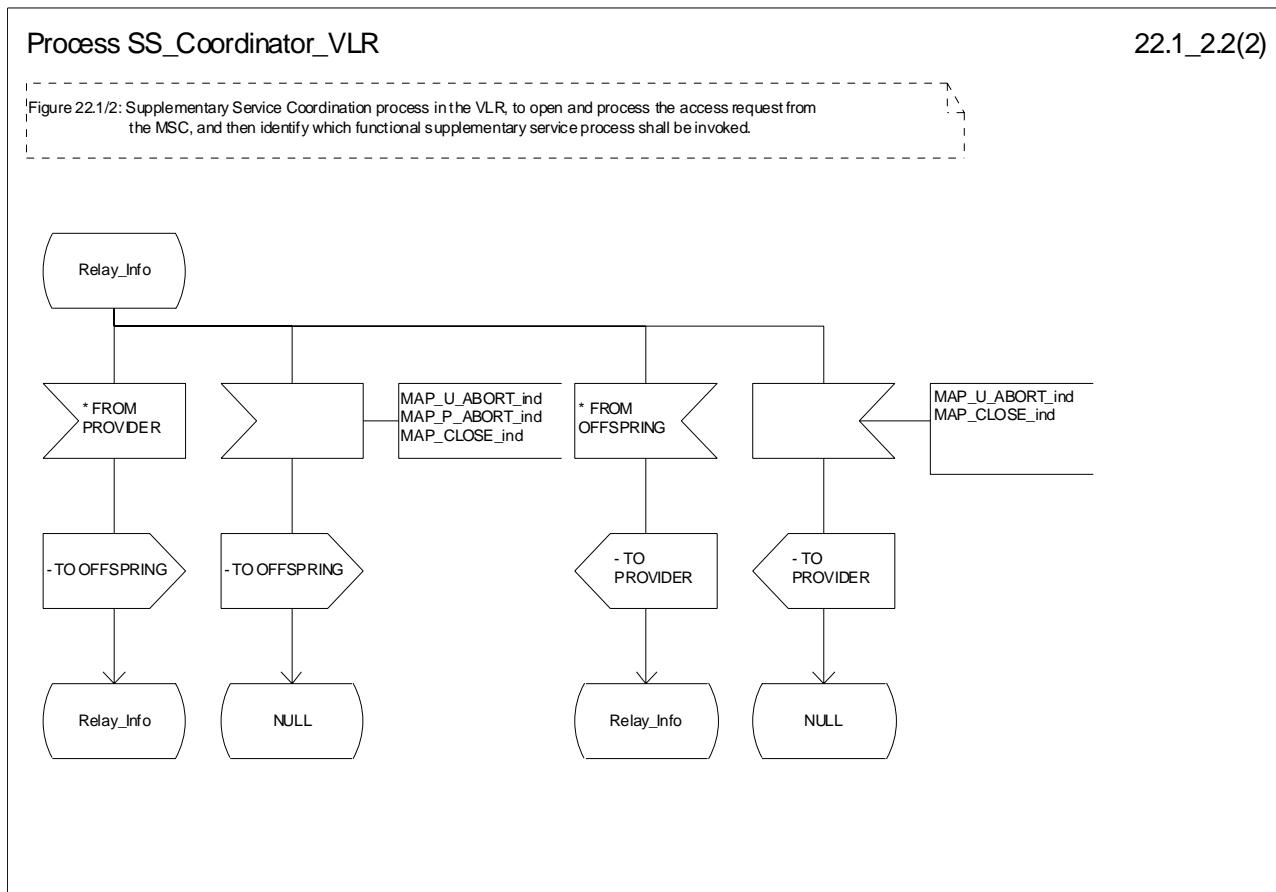 Process SS_Coordinator_VLR
22.1_2.2(2)
Figure 22.1/2: Supplementary Service Coordination process in the VLR, to open and process the access request from
the MSC, and then identify which functional supplementary service process shall be invoked.
Relay_Info
* FROM
PROVIDER
MAP_U_ABORT_ind
MAP_P_ABORT_ind
MAP_CLOSE_ind
* FROM
OFFSPRING
MAP_U_ABORT_ind
MAP_CLOSE_ind
- TO OFFSPRING
- TO OFFSPRING
- TO
PROVIDER
- TO
PROVIDER
Relay_Info
NULL
Relay_Info
NULL